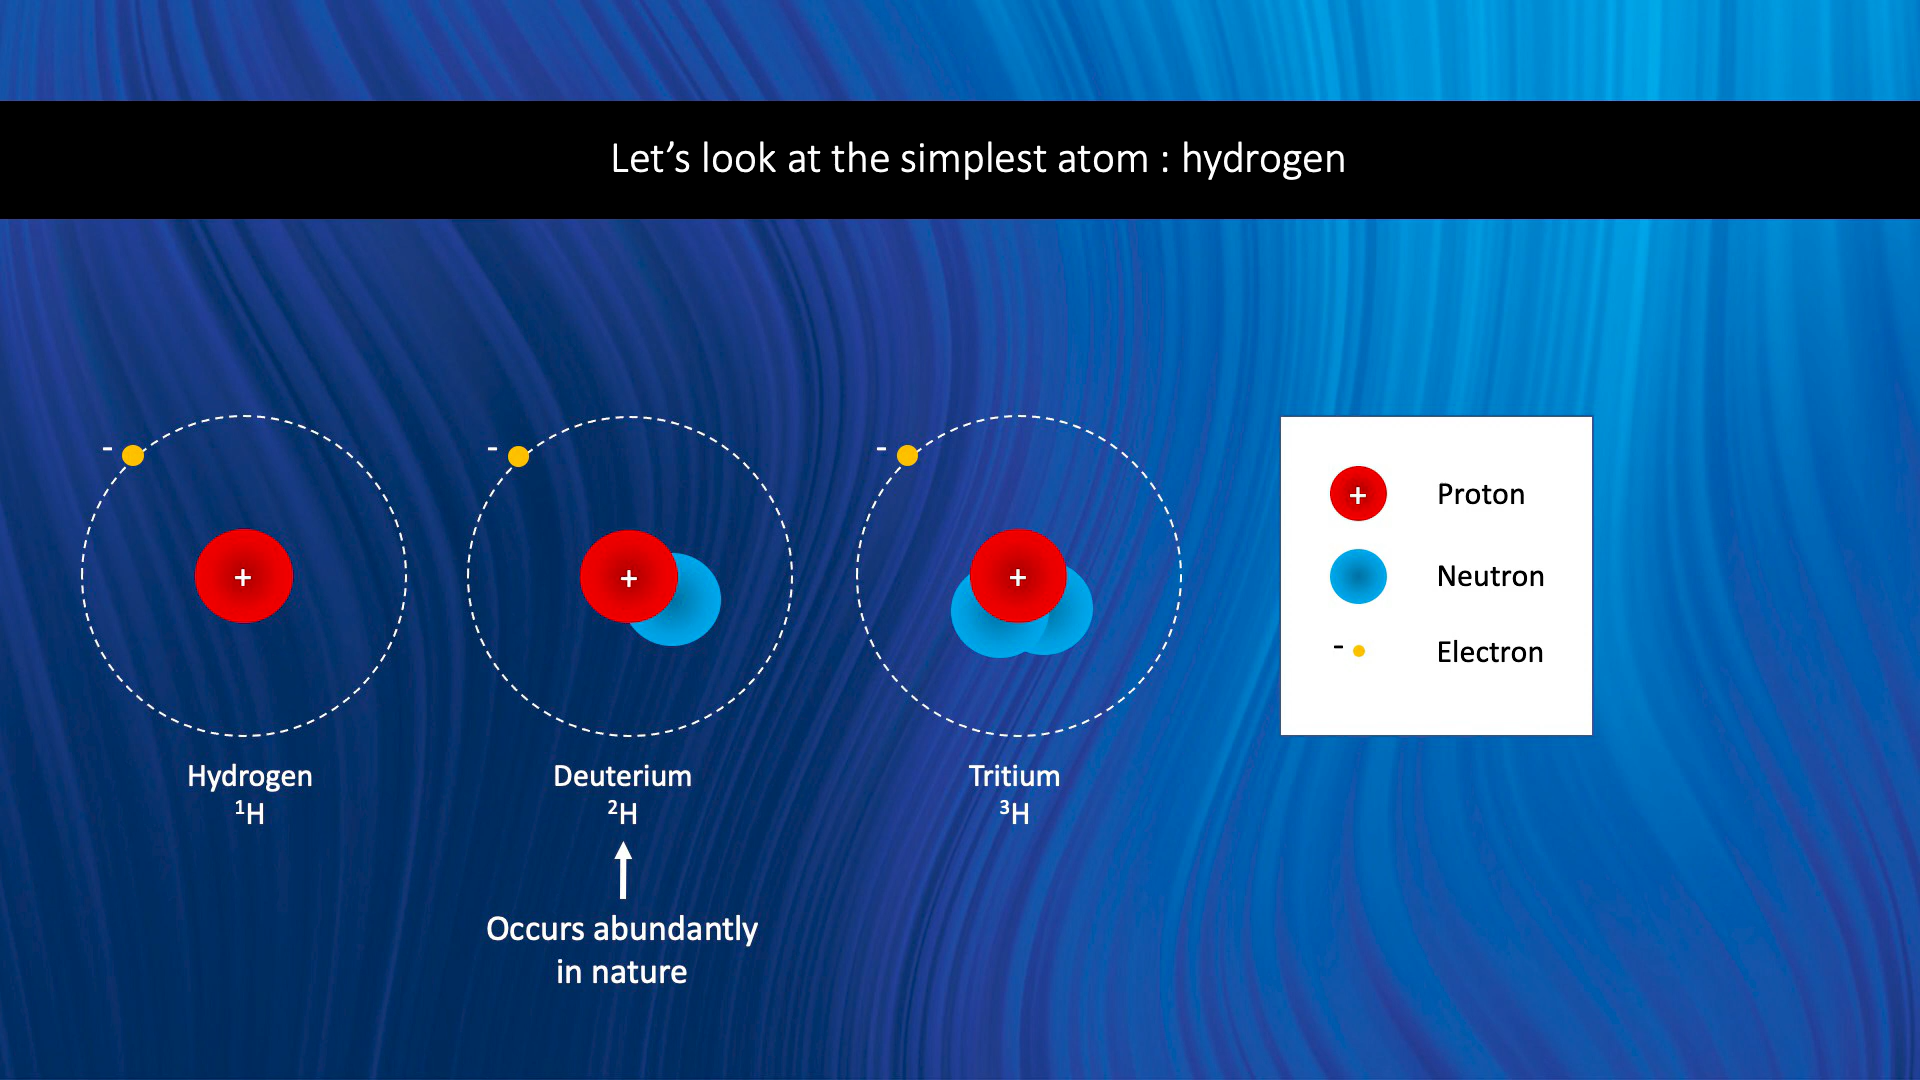 Let’s look at the simplest atom : hydrogen
-
+
Hydrogen
¹H
-
+
Deuterium
²H
Occurs abundantly
in nature
-
+
Tritium
³H
+ Proton
Neutron
- Electron